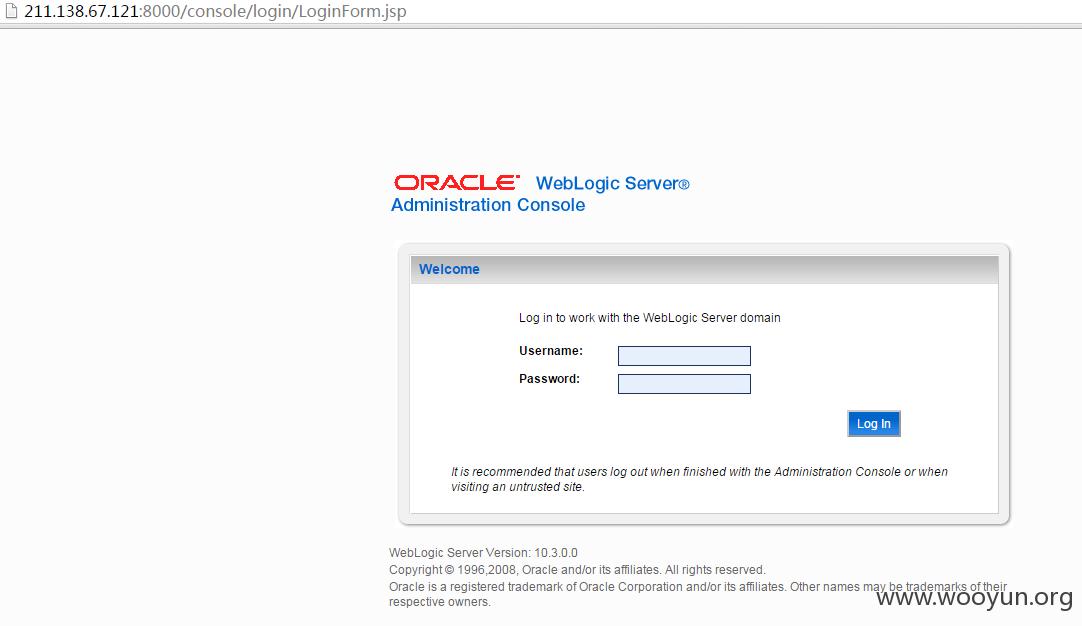 211.138.67.121:8000/console/login/LoginForm.jsp
ORACLE WebLogic Server®
Administration Console
Welcome
Log in to work with the WebLogic Server domain
Username:
Password:
Log In
It is recommended that users log out when finished with the Administration Console or when
visiting an untrusted site.
WebLogic Server Version: 10.3.0.0
Copyright © 1996,2008, Oracle and/or its affiliates. All rights reserved.
Oracle is a registered trademark of Oracle Corporation and/or its affiliates. Other names may be trademarks of their
respective owners.
www.wooyun.org